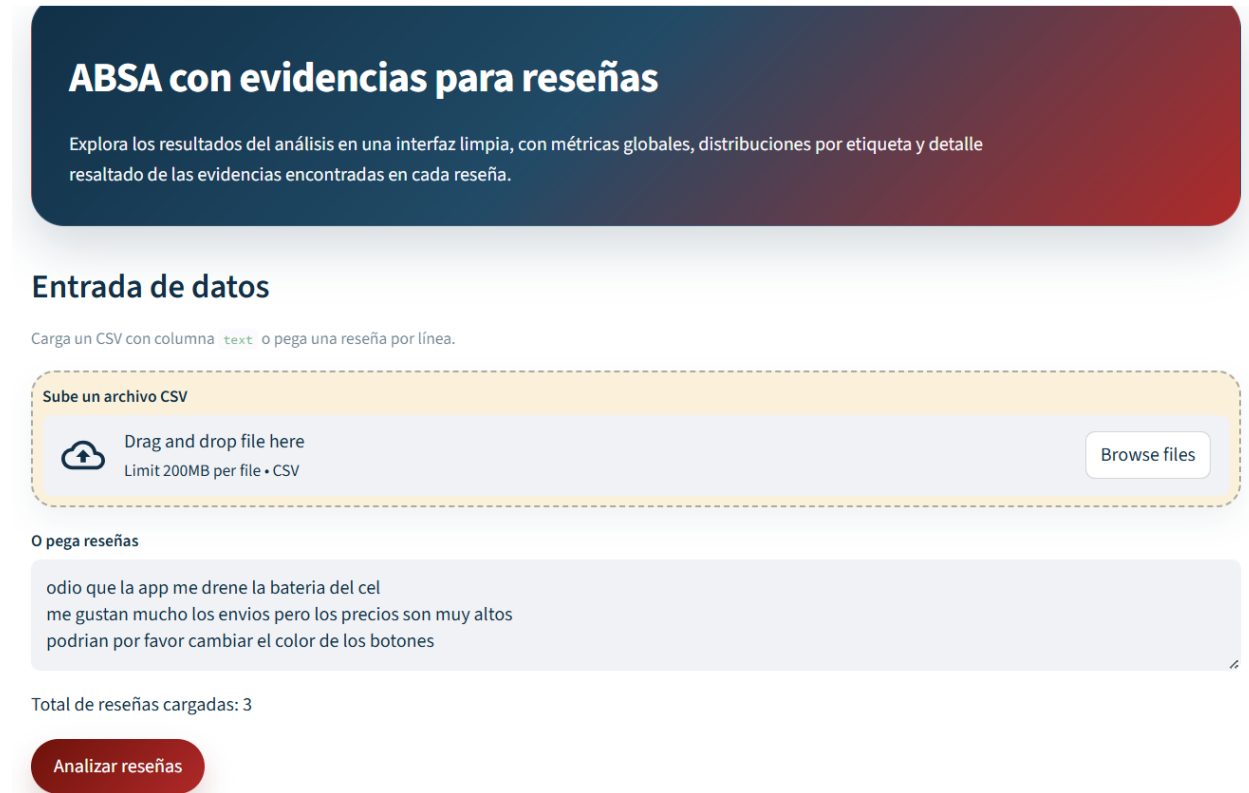 ABSA con evidencias para reseñas
Explora los resultados del análisis en una interfaz limpia, con métricas globales, distribuciones por etiqueta y detalle
resaltado de las evidencias encontradas en cada reseña.
Entrada de datos
Carga un CSV con columna text o pega una reseña por línea.
Sube un archivo CSV
Drag and drop file here
Limit 200MB per file • CSV
Browse files
O pega reseñas
odio que la app me drene la bateria del cel
me gustan mucho los envios pero los precios son muy altos
podrian por favor cambiar el color de los botones
Total de reseñas cargadas: 3
Analizar reseñas